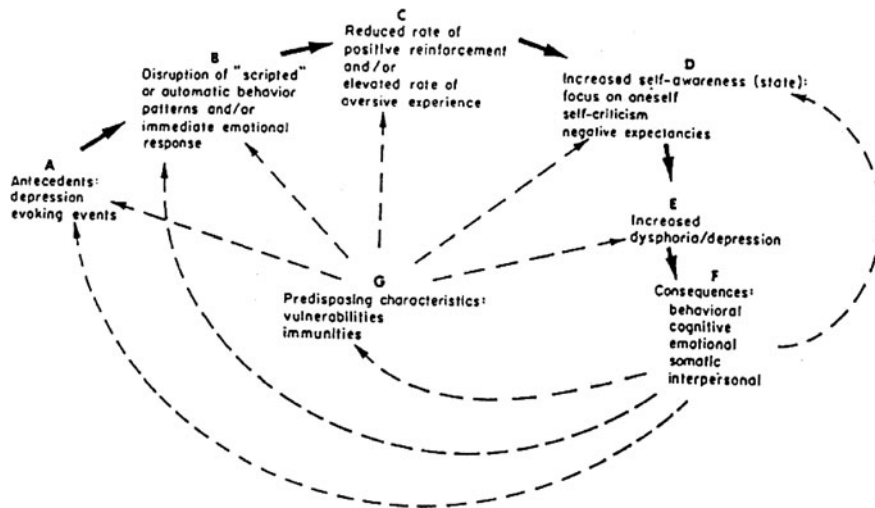 A
Antecedents:
depression
evoking events
B
Disruption of "scripted"
or automatic behavior
patterns and/or
immediate emotional
response
C
Reduced rate of
positive reinforcement
and/or
elevated rate of
aversive experience
D
Increased self-awareness (state):
focus on oneself
self-criticism
negative expectancies
E
Increased
dysphoria/depression
F
Consequences:
behavioral
cognitive
emotional
somatic
interpersonal
G
Predisposing characteristics:
vulnerabilities
immunities